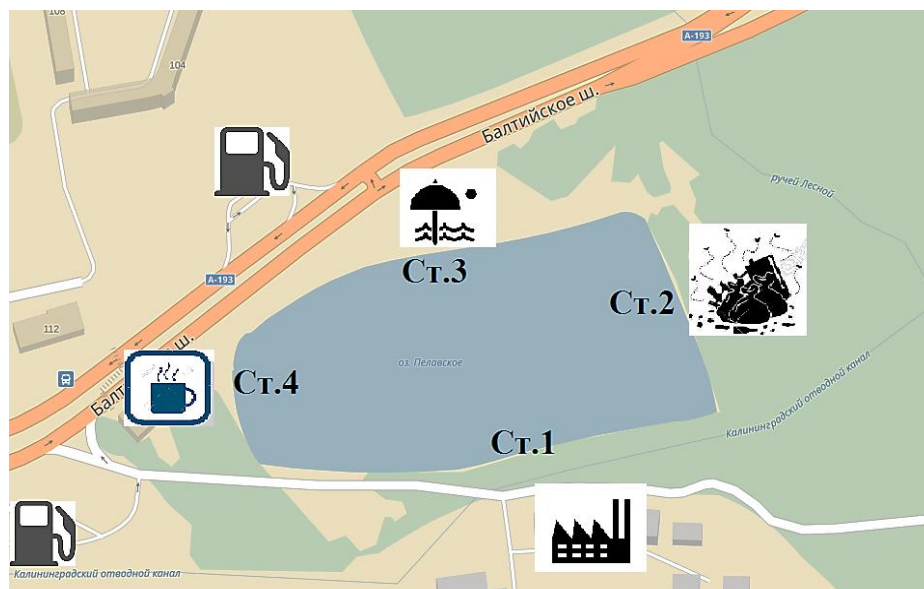 108
104
А-193
Балтийское ш.
ручей Лесной
Ст.3
А-193
Ст.2
112
оз. Пелавское
Ст.4
Калининградский отводной канал
Ст.1
Калининградский отводной канал